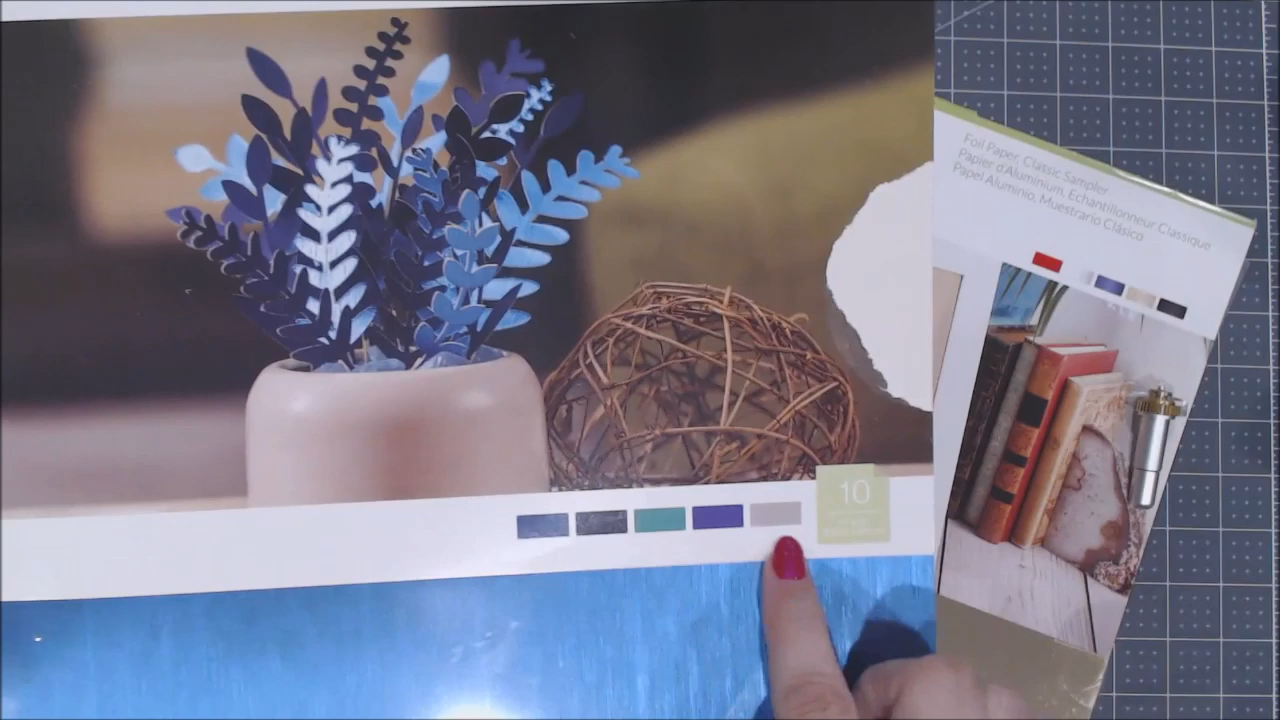 10
Foil Paper, Classic Sampler
Papier d'Aluminium, Echantillonneur Classique
Papel Aluminio, Muestrario Clásico